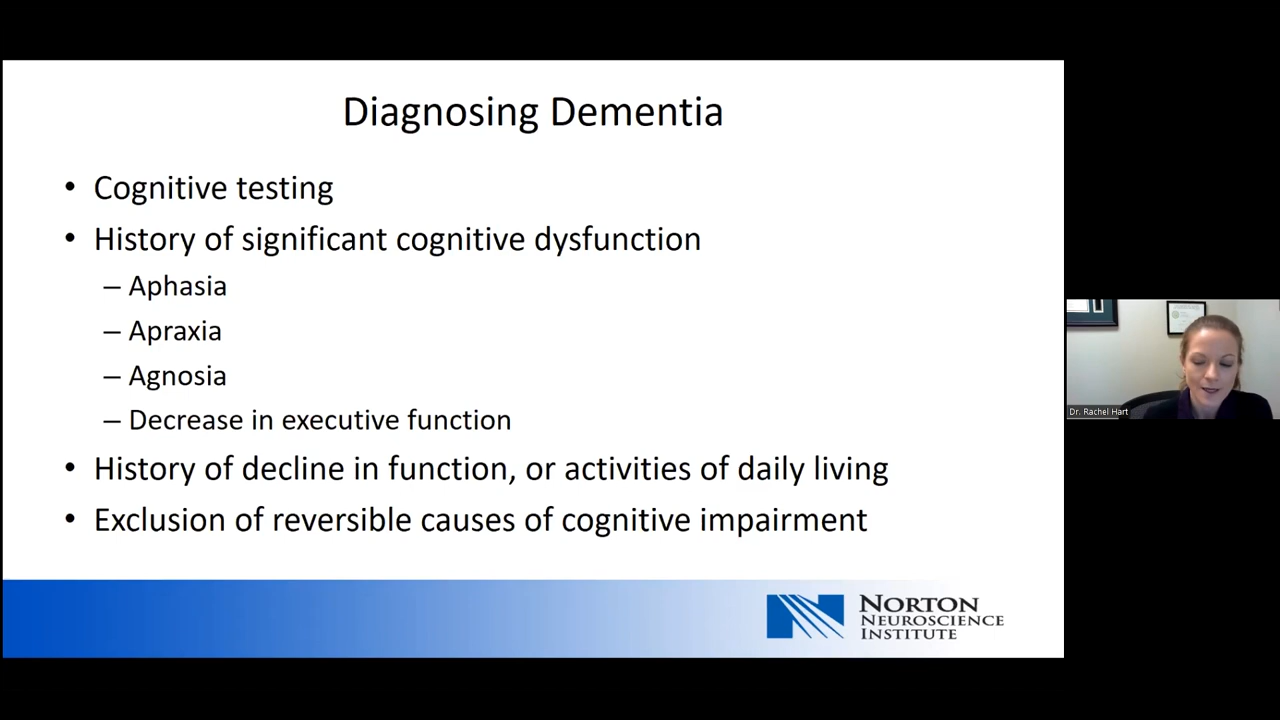 Diagnosing Dementia
• Cognitive testing
• History of significant cognitive dysfunction
– Aphasia
– Apraxia
– Agnosia
– Decrease in executive function
• History of decline in function, or activities of daily living
• Exclusion of reversible causes of cognitive impairment
NORTON
NEUROSCIENCE
INSTITUTE
Dr. Rachel Hart